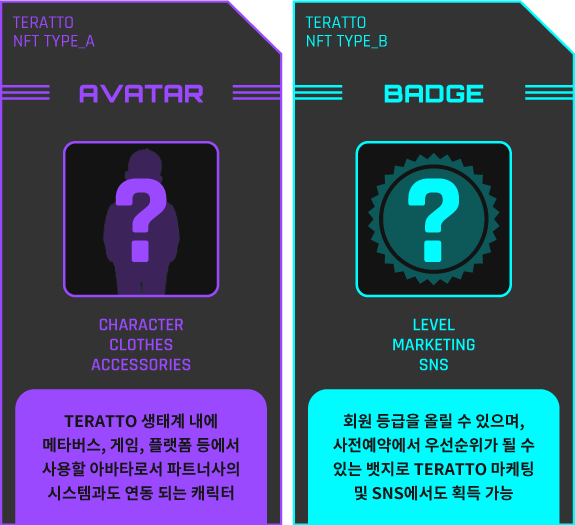 TERATTO
NFT TYPE_A
AVATAR
?
CHARACTER
CLOTHES
ACCESSORIES
TERATTO 생태계 내에
메타버스, 게임, 플랫폼 등에서
사용할 아바타로서 파트너사의
시스템과도 연동 되는 캐릭터
TERATTO
NFT TYPE_B
BADGE
?
LEVEL
MARKETING
SNS
회원 등급을 올릴 수 있으며,
사전예약에서 우선순위가 될 수
있는 뱃지로 TERATTO 마케팅
및 SNS에서도 획득 가능